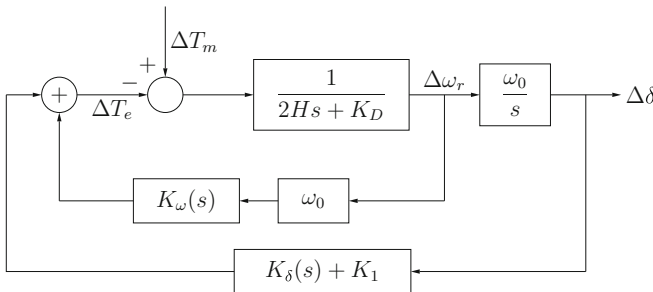 ΔT_m
+
−
+
ΔT_e
1
2Hs + K_D
Δω_r
ω_0
s
Δδ
K_ω(s)
ω_0
K_δ(s) + K_1